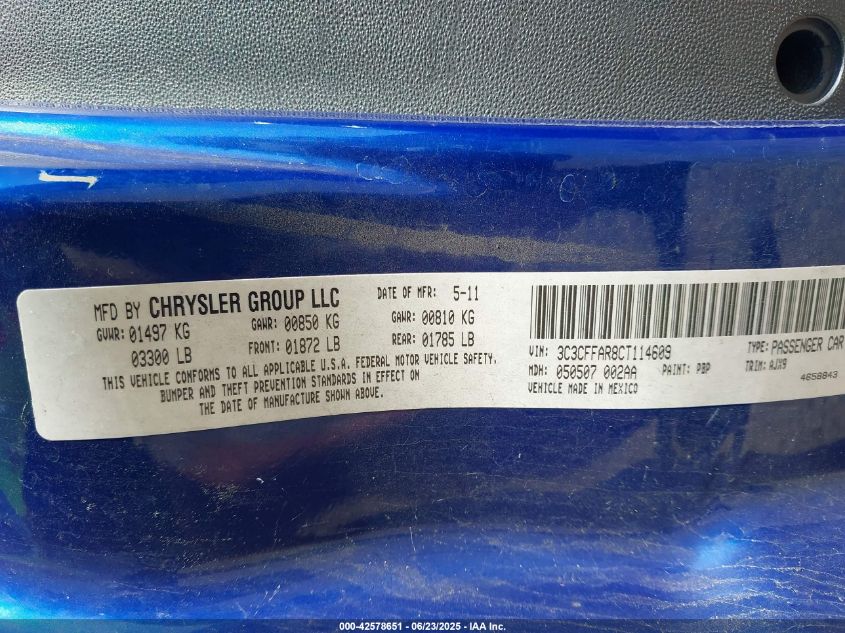 MFD BY CHRYSLER GROUP LLC DATE OF MFR: 5-11
GVWR: 01497 KG GAWR: 00850 KG GAWR: 00810 KG
03300 LB FRONT: 01872 LB REAR: 01785 LB
THIS VEHICLE CONFORMS TO ALL APPLICABLE U.S.A. FEDERAL MOTOR VEHICLE SAFETY,
BUMPER AND THEFT PREVENTION STANDARDS IN EFFECT ON
THE DATE OF MANUFACTURE SHOWN ABOVE.
VIN: 3C3CFFAR8CT114609 TYPE: PASSENGER CAR
MDH: 050507 002AA PAINT: PBP TRIM: AJX9
VEHICLE MADE IN MEXICO 4658843
000-42578651 - 06/23/2025 - IAA Inc.